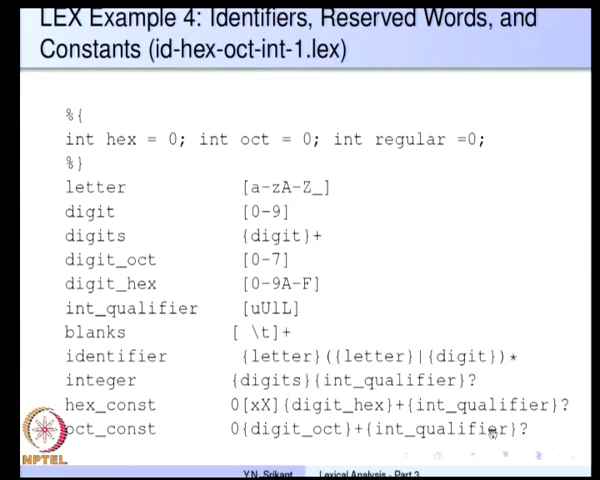 LEX Example 4: Identifiers, Reserved Words, and
Constants (id-hex-oct-int-1.lex)
%{
int hex = 0; int oct = 0; int regular =0;
%}
letter [a-zA-Z_]
digit [0-9]
digits {digit}+
digit_oct [0-7]
digit_hex [0-9A-F]
int_qualifier [uUlL]
blanks [ \t]+
identifier {letter}({letter}|{digit})*
integer {digits}{int_qualifier}?
hex_const 0[xX]{digit_hex}+{int_qualifier}?
oct_const 0{digit_oct}+{int_qualifier}?
NPTEL
Y.N. Srikant Lexical Analysis - Part 3